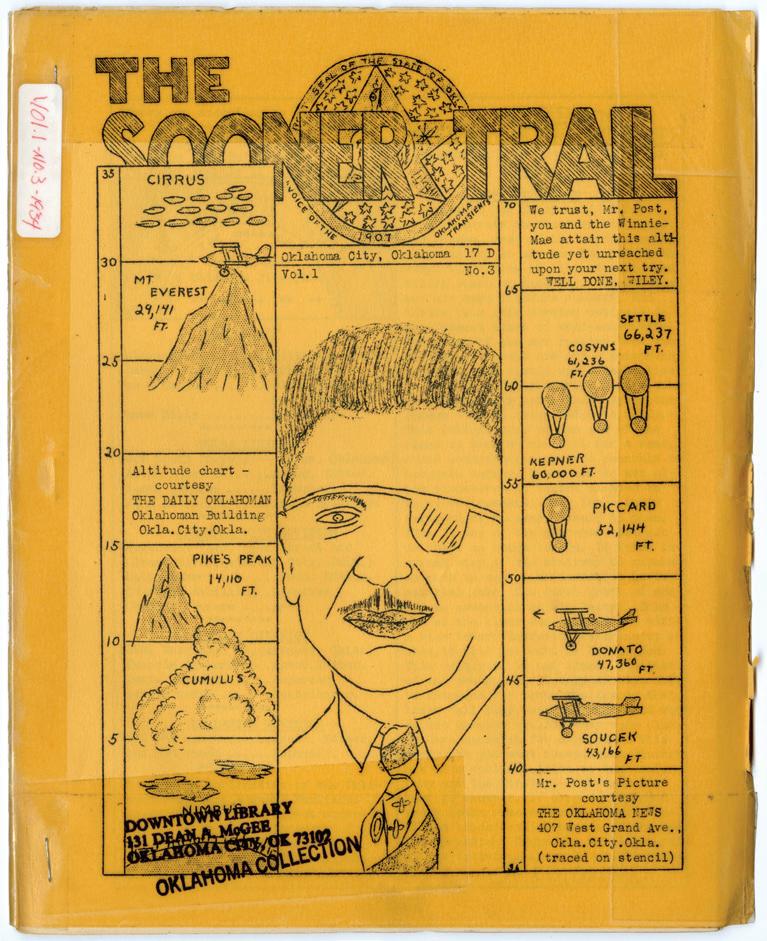 Vol.1-No.3-1934
THE
SOONER TRAIL
SEAL OF THE STATE OF OKL
"VOICE OF THE
OKLAHOMA
TRANSIENTS"
1907
Oklahoma City, Oklahoma 17 D
Vol.1 No.3
35
CIRRUS
30
MT
EVEREST
29,141
FT.
25
20
Altitude chart -
courtesy
THE DAILY OKLAHOMAN
Oklahoman Building
Okla.City.Okla.
15
PIKE'S PEAK
14,110
FT.
10
CUMULUS
5
NIMBUS
DOWNTOWN LIBRARY
131 DEAN A. McGEE
OKLAHOMA CITY, OK 73102
OKLAHOMA COLLECTION
70
We trust, Mr. Post,
you and the Winnie-
Mae attain this alti-
tude yet unreached
upon your next try.
WELL DONE, WILEY.
65
SETTLE
66,237
FT.
COSYNS
61,236
FT.
60
KEPNER
60,000 FT.
55
PICCARD
52,144
FT.
50
DONATO
47,360 FT.
45
SOUCEK
43,166
FT
40
Mr. Post's Picture
courtesy
THE OKLAHOMA NEWS
407 West Grand Ave.,
Okla.City.Okla.
(traced on stencil)
35